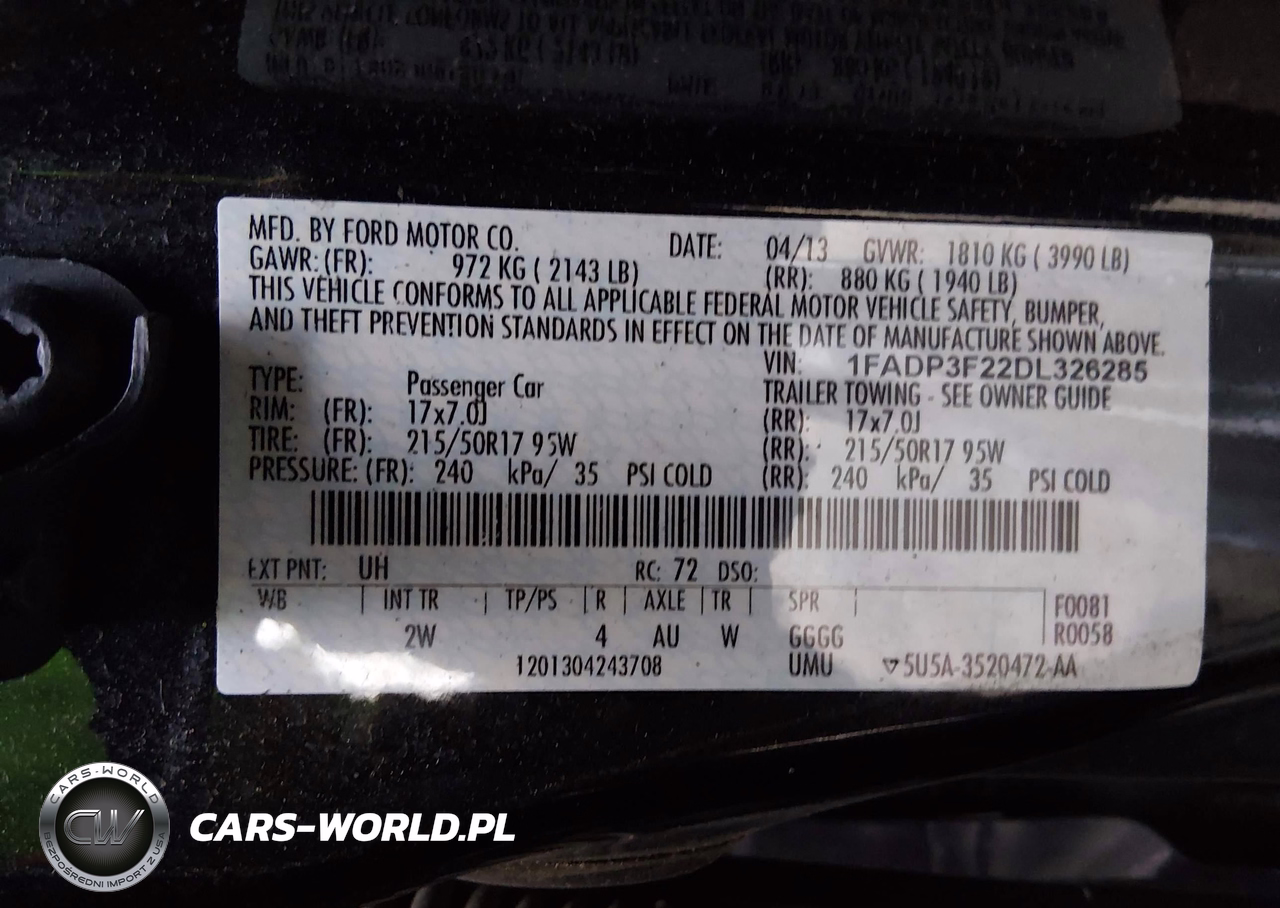 MFD. BY FORD MOTOR CO. DATE: 04/13 GVWR: 1810 KG ( 3990 LB)
GAWR: (FR): 972 KG ( 2143 LB) (RR): 880 KG ( 1940 LB)
THIS VEHICLE CONFORMS TO ALL APPLICABLE FEDERAL MOTOR VEHICLE SAFETY, BUMPER,
AND THEFT PREVENTION STANDARDS IN EFFECT ON THE DATE OF MANUFACTURE SHOWN ABOVE.
VIN: 1FADP3F22DL326285
TYPE: Passenger Car TRAILER TOWING - SEE OWNER GUIDE
RIM: (FR): 17x7.0J (RR): 17x7.0J
TIRE: (FR): 215/50R17 95W (RR): 215/50R17 95W
PRESSURE: (FR): 240 kPa/ 35 PSI COLD (RR): 240 kPa/ 35 PSI COLD
EXT PNT: UH RC: 72 DSO:
WB | INT TR | TP/PS | R | AXLE | TR | SPR | F0081
2W 4 AU W GGGG R0058
1201304243708 UMU ▽5U5A-3520472-AA
CARS-WORLD
CW
BEZPOŚREDNI IMPORT Z USA
CARS-WORLD.PL